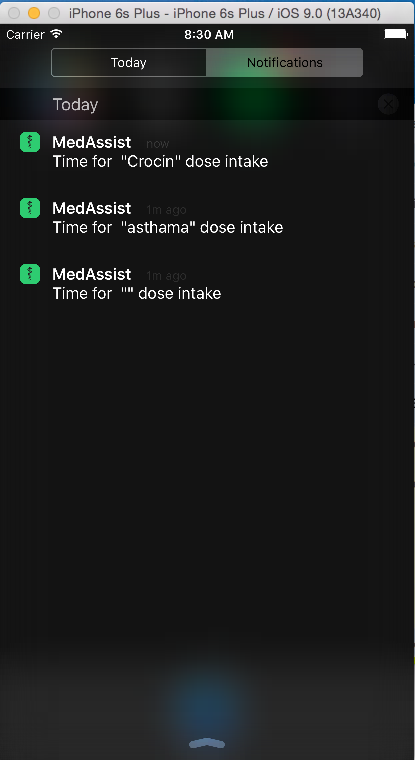 iPhone 6s Plus - iPhone 6s Plus / iOS 9.0 (13A340)
Carrier 8:30 AM
Today Notifications
Today
MedAssist now
Time for "Crocin" dose intake
MedAssist 1m ago
Time for "asthama" dose intake
MedAssist 1m ago
Time for "" dose intake